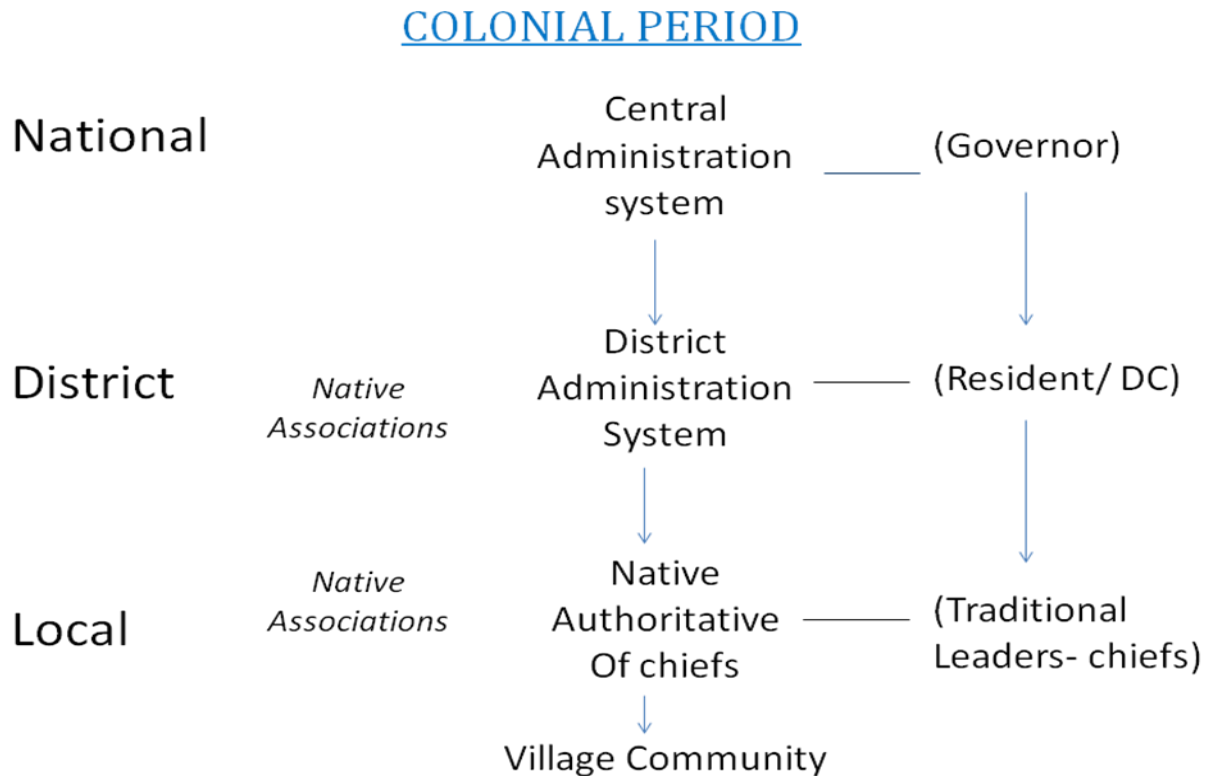 COLONIAL PERIOD
National
Central
Administration
system
(Governor)
District
Native
Associations
District
Administration
System
(Resident/ DC)
Local
Native
Associations
Native
Authoritative
Of chiefs
(Traditional
Leaders- chiefs)
Village Community